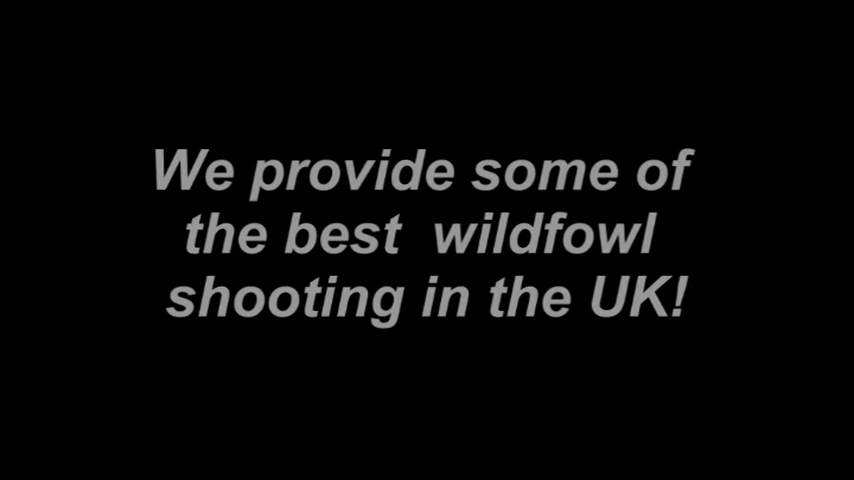 We provide some of
the best  wildfowl
shooting in the UK!